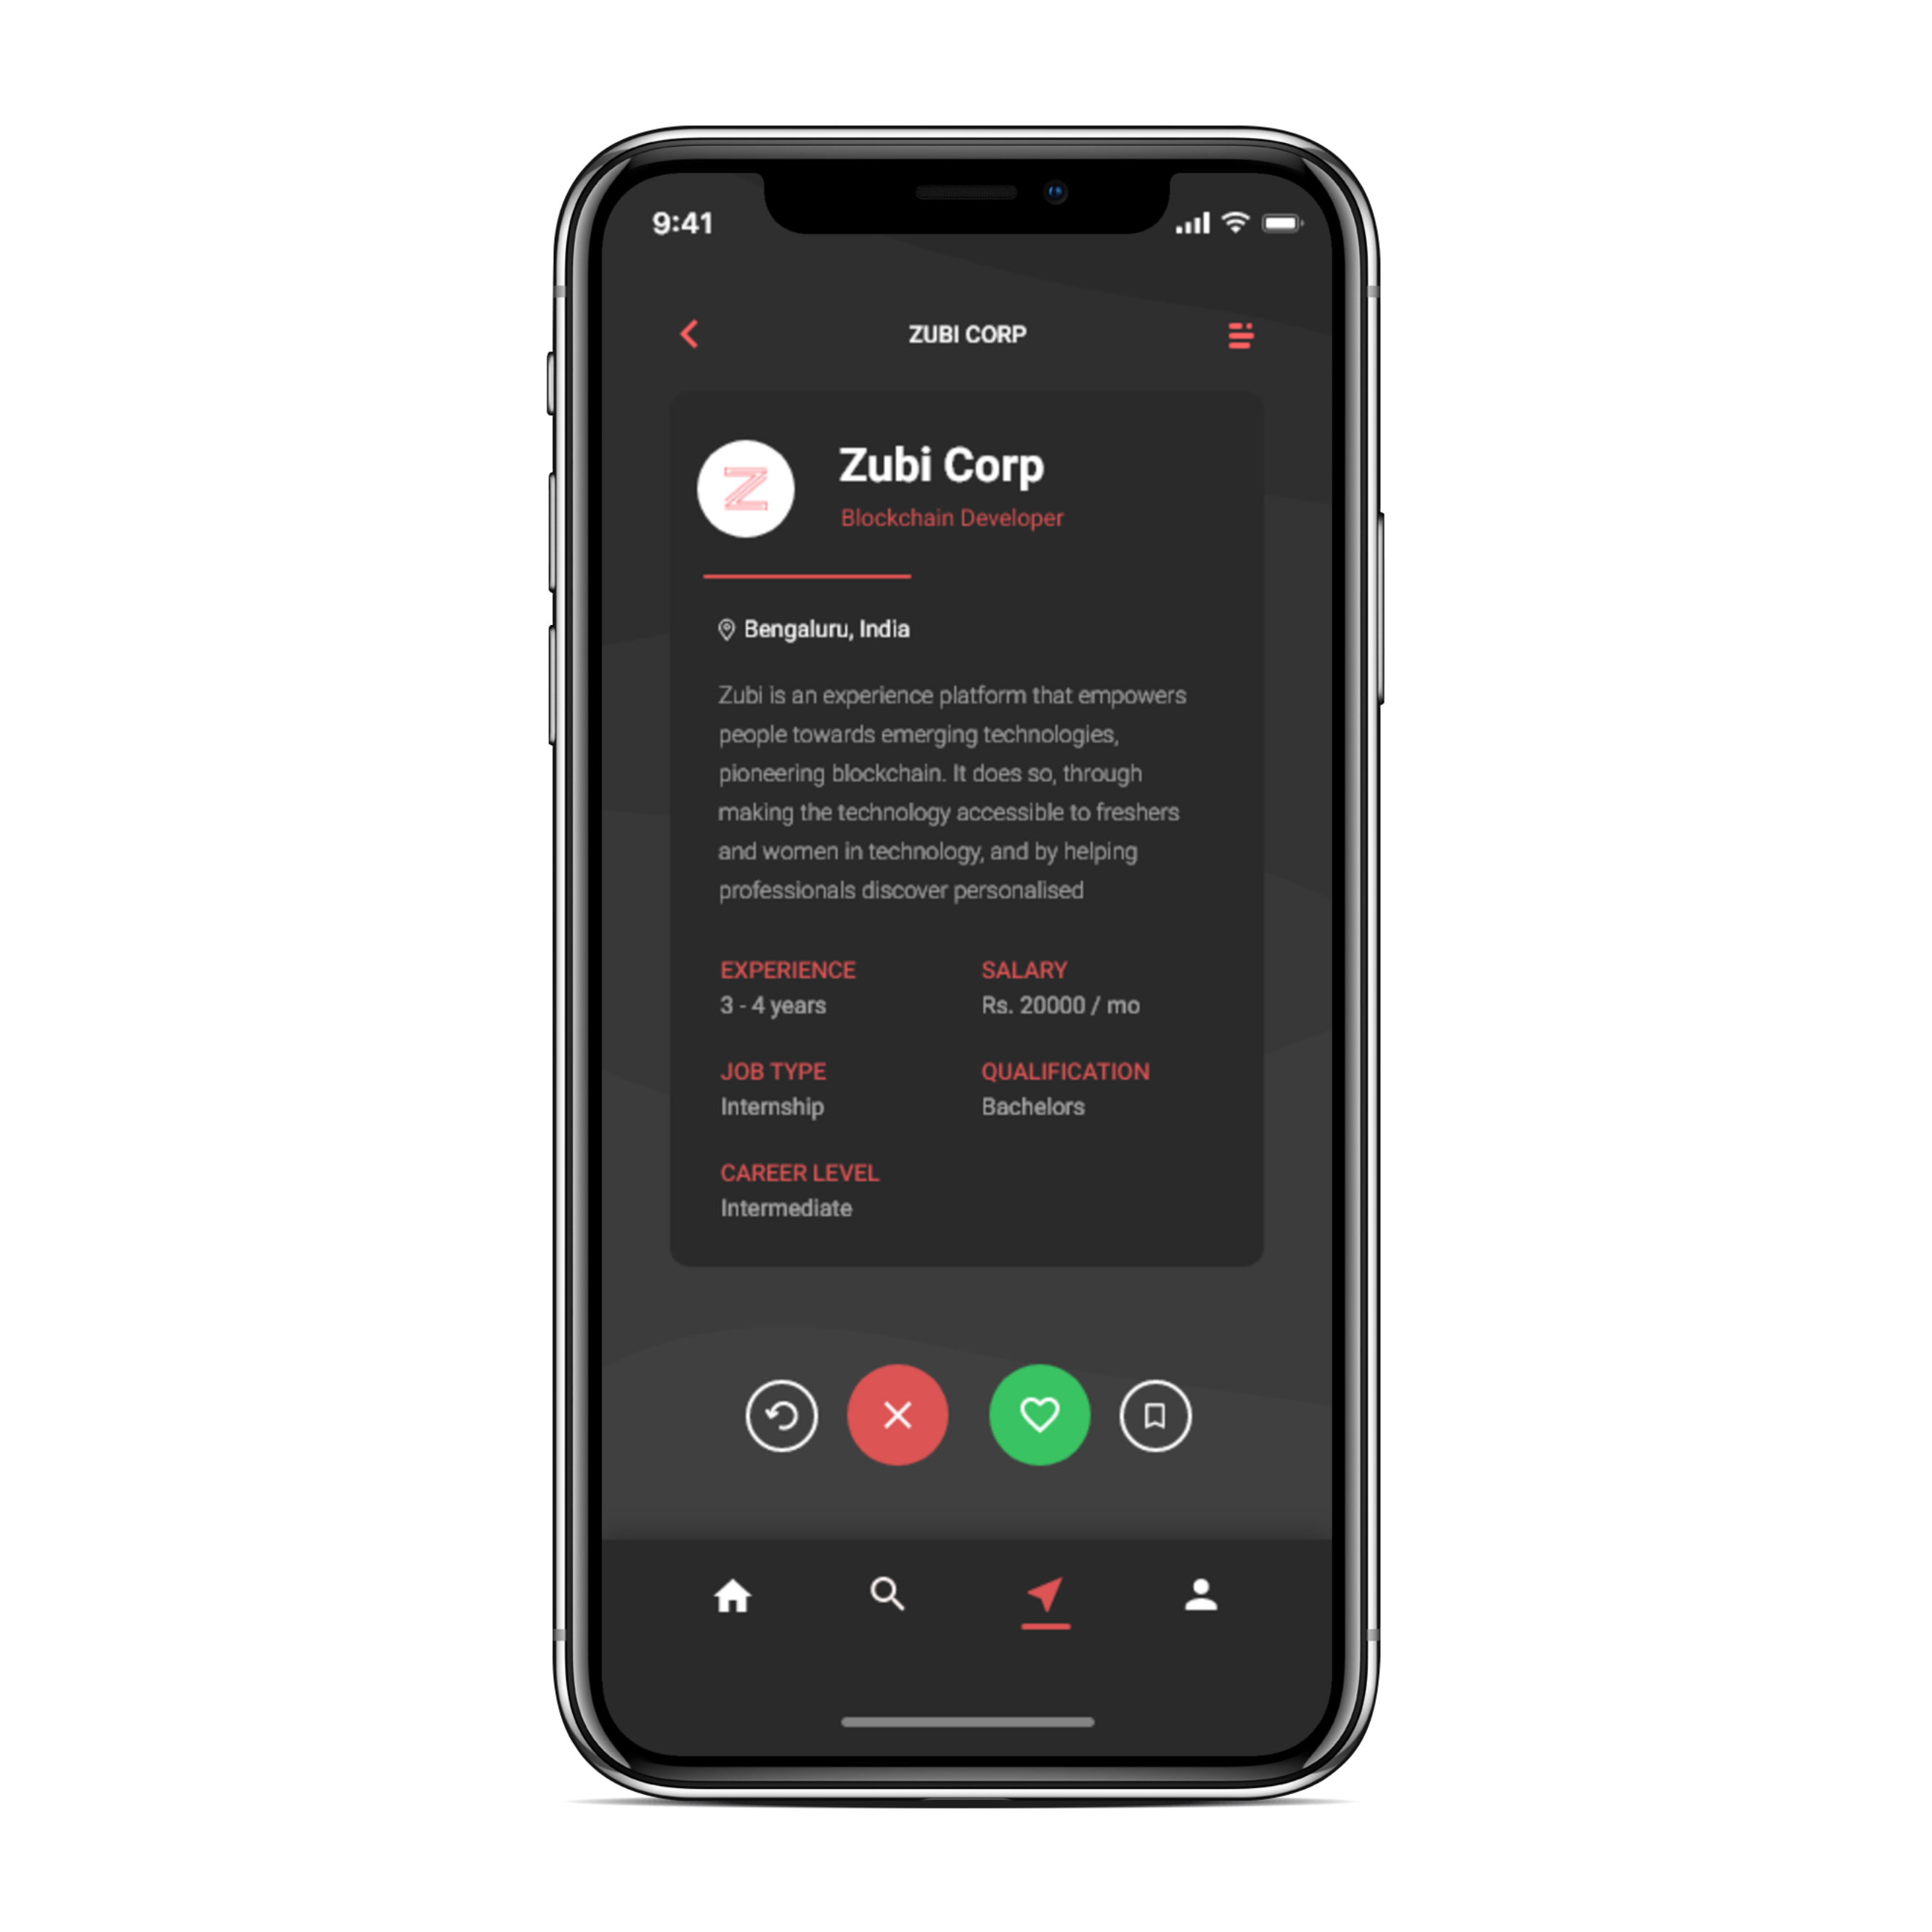 9:41
ZUBI CORP
Z
Zubi Corp
Blockchain Developer
Bengaluru, India
Zubi is an experience platform that empowers
people towards emerging technologies,
pioneering blockchain. It does so, through
making the technology accessible to freshers
and women in technology, and by helping
professionals discover personalised
EXPERIENCE
3 - 4 years
SALARY
Rs. 20000 / mo
JOB TYPE
Internship
QUALIFICATION
Bachelors
CAREER LEVEL
Intermediate